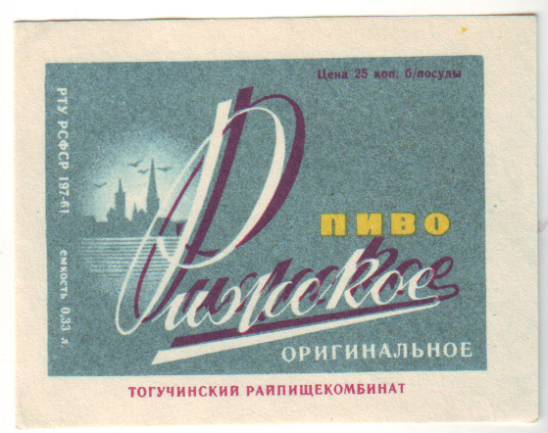 Цена 25 коп. б/посуды
РТУ РСФСР 197-61
емкость 0,33 л.
ПИВО
Рижское
ОРИГИНАЛЬНОЕ
ТОГУЧИНСКИЙ РАЙПИЩЕКОМБИНАТ